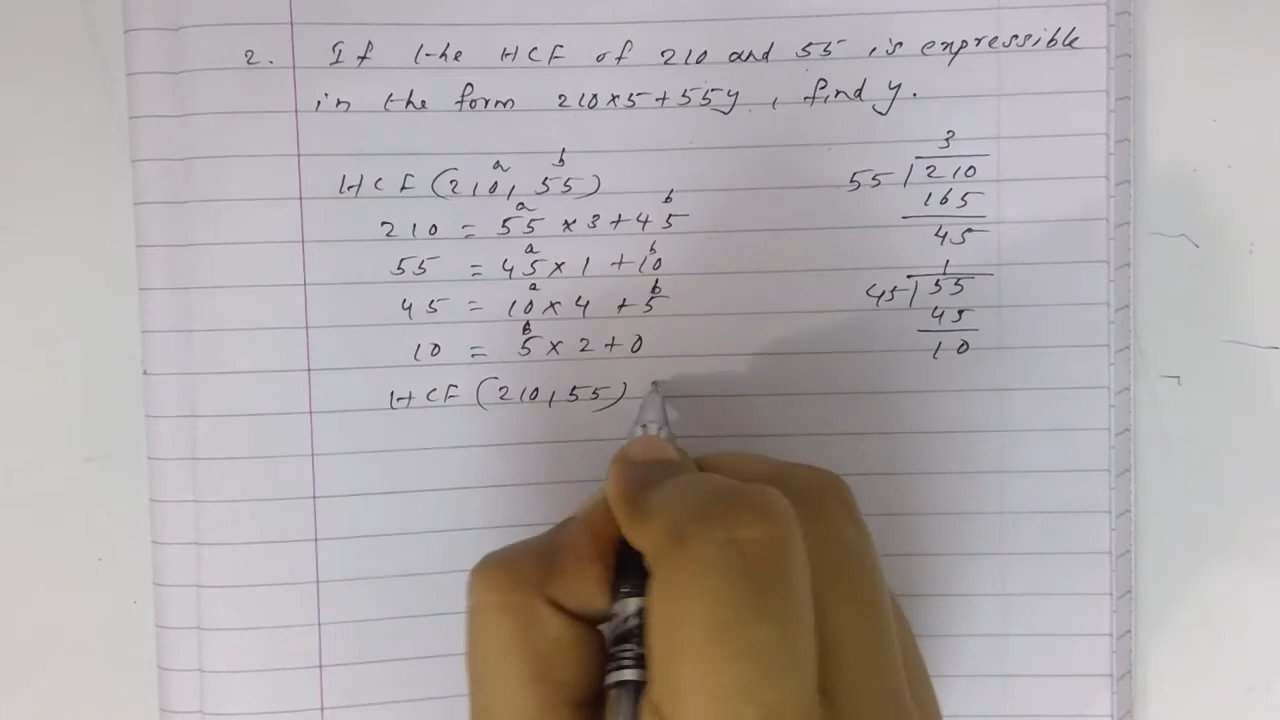 2. If the HCF of 210 and 55 is expressible
in the form 210×5+55y, find y.
a b
HCF (210, 55)
a b
210 = 55 × 3 + 45
a b
55 = 45 × 1 + 10
a b
45 = 10 × 4 + 5
b
10 = 5 × 2 + 0
HCF (210, 55)
3
55 210
165
45
1
45 55
45
10